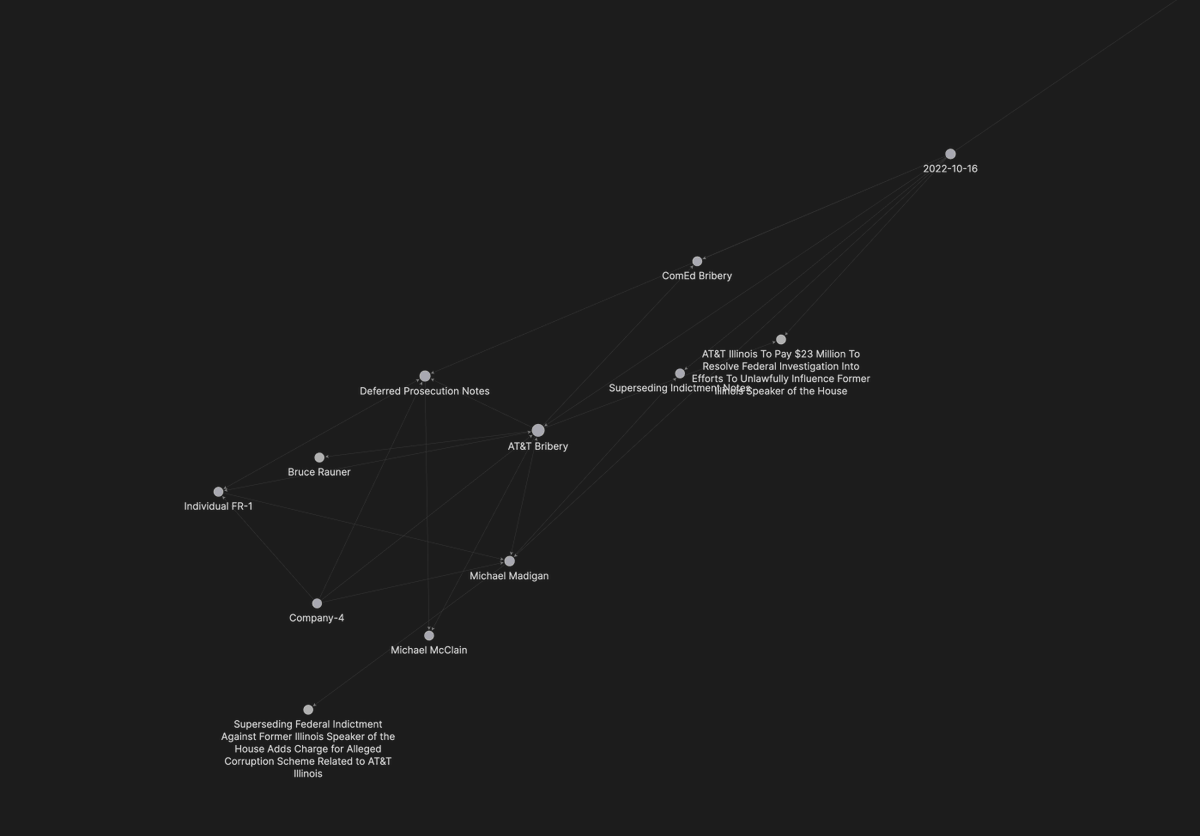 2022-10-16
ComEd Bribery
AT&T Illinois To Pay $23 Million To
Resolve Federal Investigation Into
Efforts To Unlawfully Influence Former
Illinois Speaker of the House
Superseding Indictment Notes
Deferred Prosecution Notes
AT&T Bribery
Bruce Rauner
Individual FR-1
Michael Madigan
Company-4
Michael McClain
Superseding Federal Indictment
Against Former Illinois Speaker of the
House Adds Charge for Alleged
Corruption Scheme Related to AT&T
Illinois